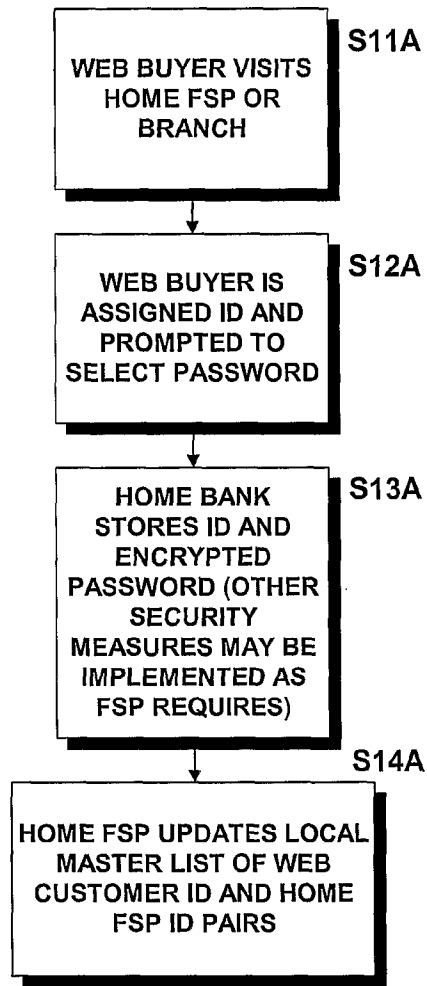 S11A
WEB BUYER VISITS
HOME FSP OR
BRANCH
S12A
WEB BUYER IS
ASSIGNED ID AND
PROMPTED TO
SELECT PASSWORD
S13A
HOME BANK
STORES ID AND
ENCRYPTED
PASSWORD (OTHER
SECURITY
MEASURES MAY BE
IMPLEMENTED AS
FSP REQUIRES)
S14A
HOME FSP UPDATES LOCAL
MASTER LIST OF WEB
CUSTOMER ID AND HOME
FSP ID PAIRS